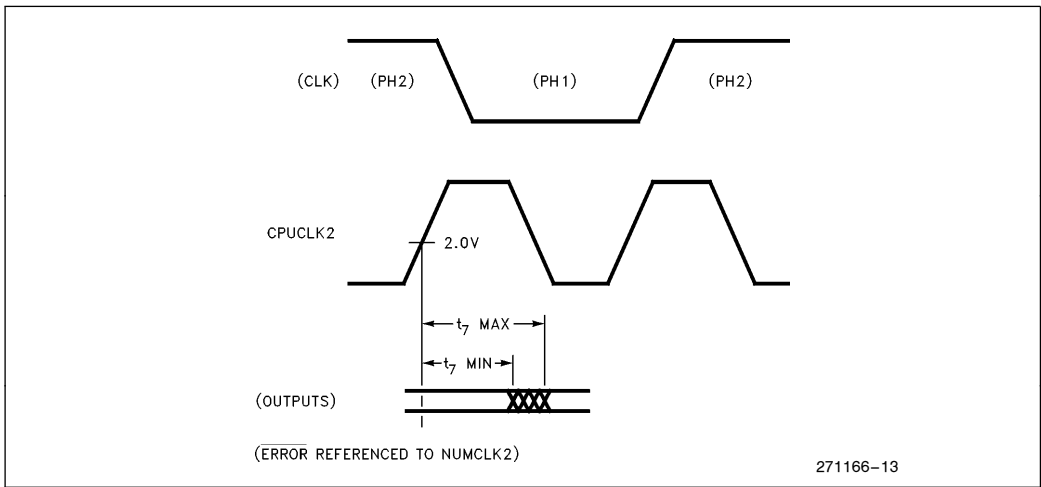 (CLK) (PH2) (PH1) (PH2)
CPUCLK2
2.0V
t7 MAX
t7 MIN
(OUTPUTS)
(ERROR REFERENCED TO NUMCLK2)
271166-13